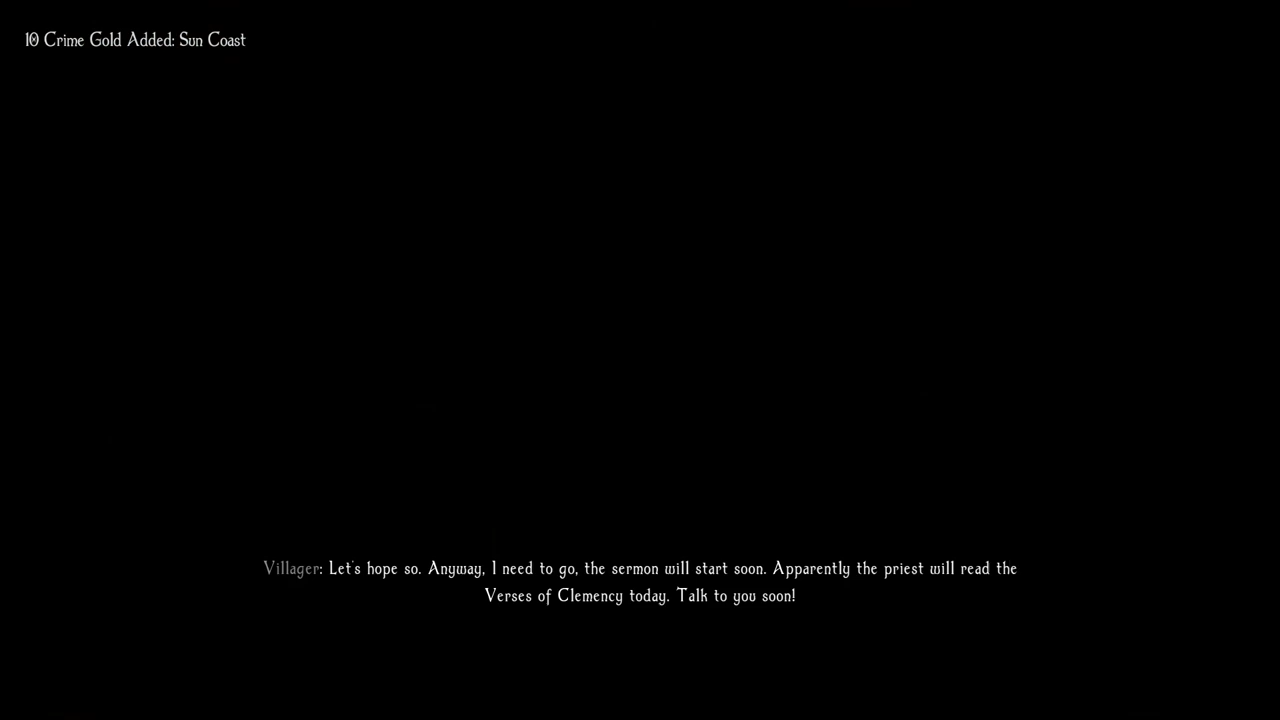 10 Crime Gold Added: Sun Coast
Villager: Let's hope so. Anyway, I need to go, the sermon will start soon. Apparently the priest will read the
Verses of Clemency today. Talk to you soon!